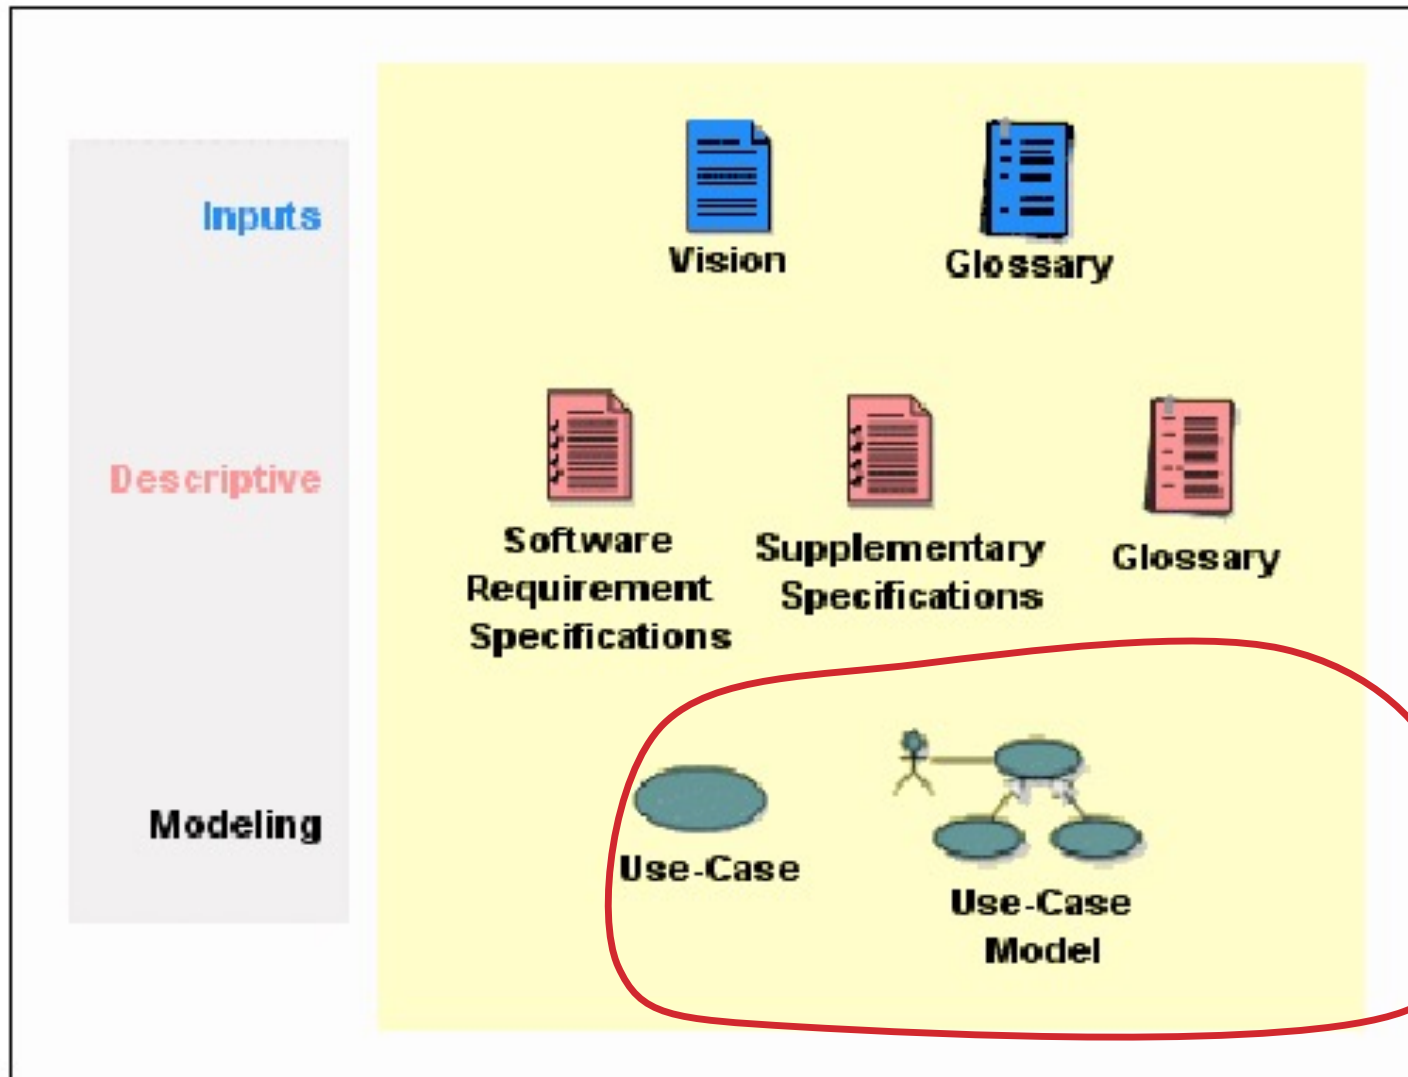 Inputs
Vision
Glossary
Descriptive
Software
Requirement
Specifications
Supplementary
Specifications
Glossary
Modeling
Use-Case
Use-Case
Model